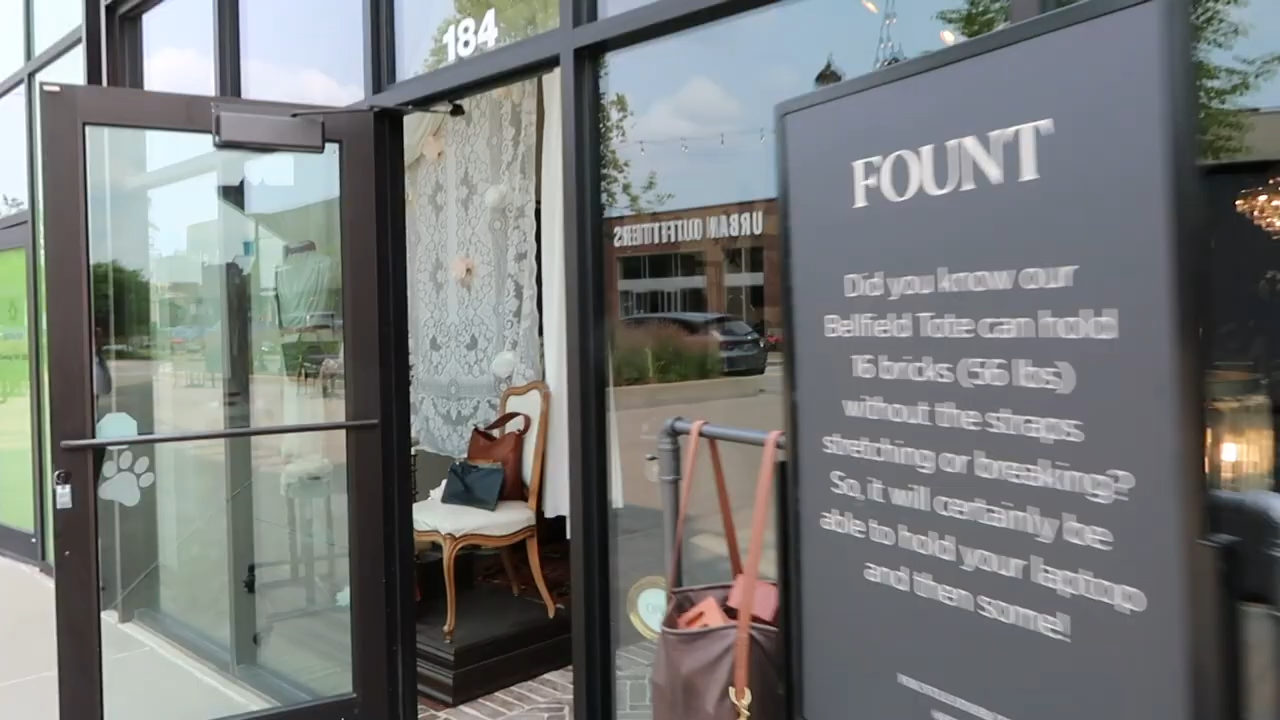 184
URBAN OUTFITTERS
FOUNT
Did you know our
Bellfield Tote can hold
16 bricks (56 lbs)
without the straps
stretching or breaking?
So, it will certainly be
able to hold your laptop
and then some!